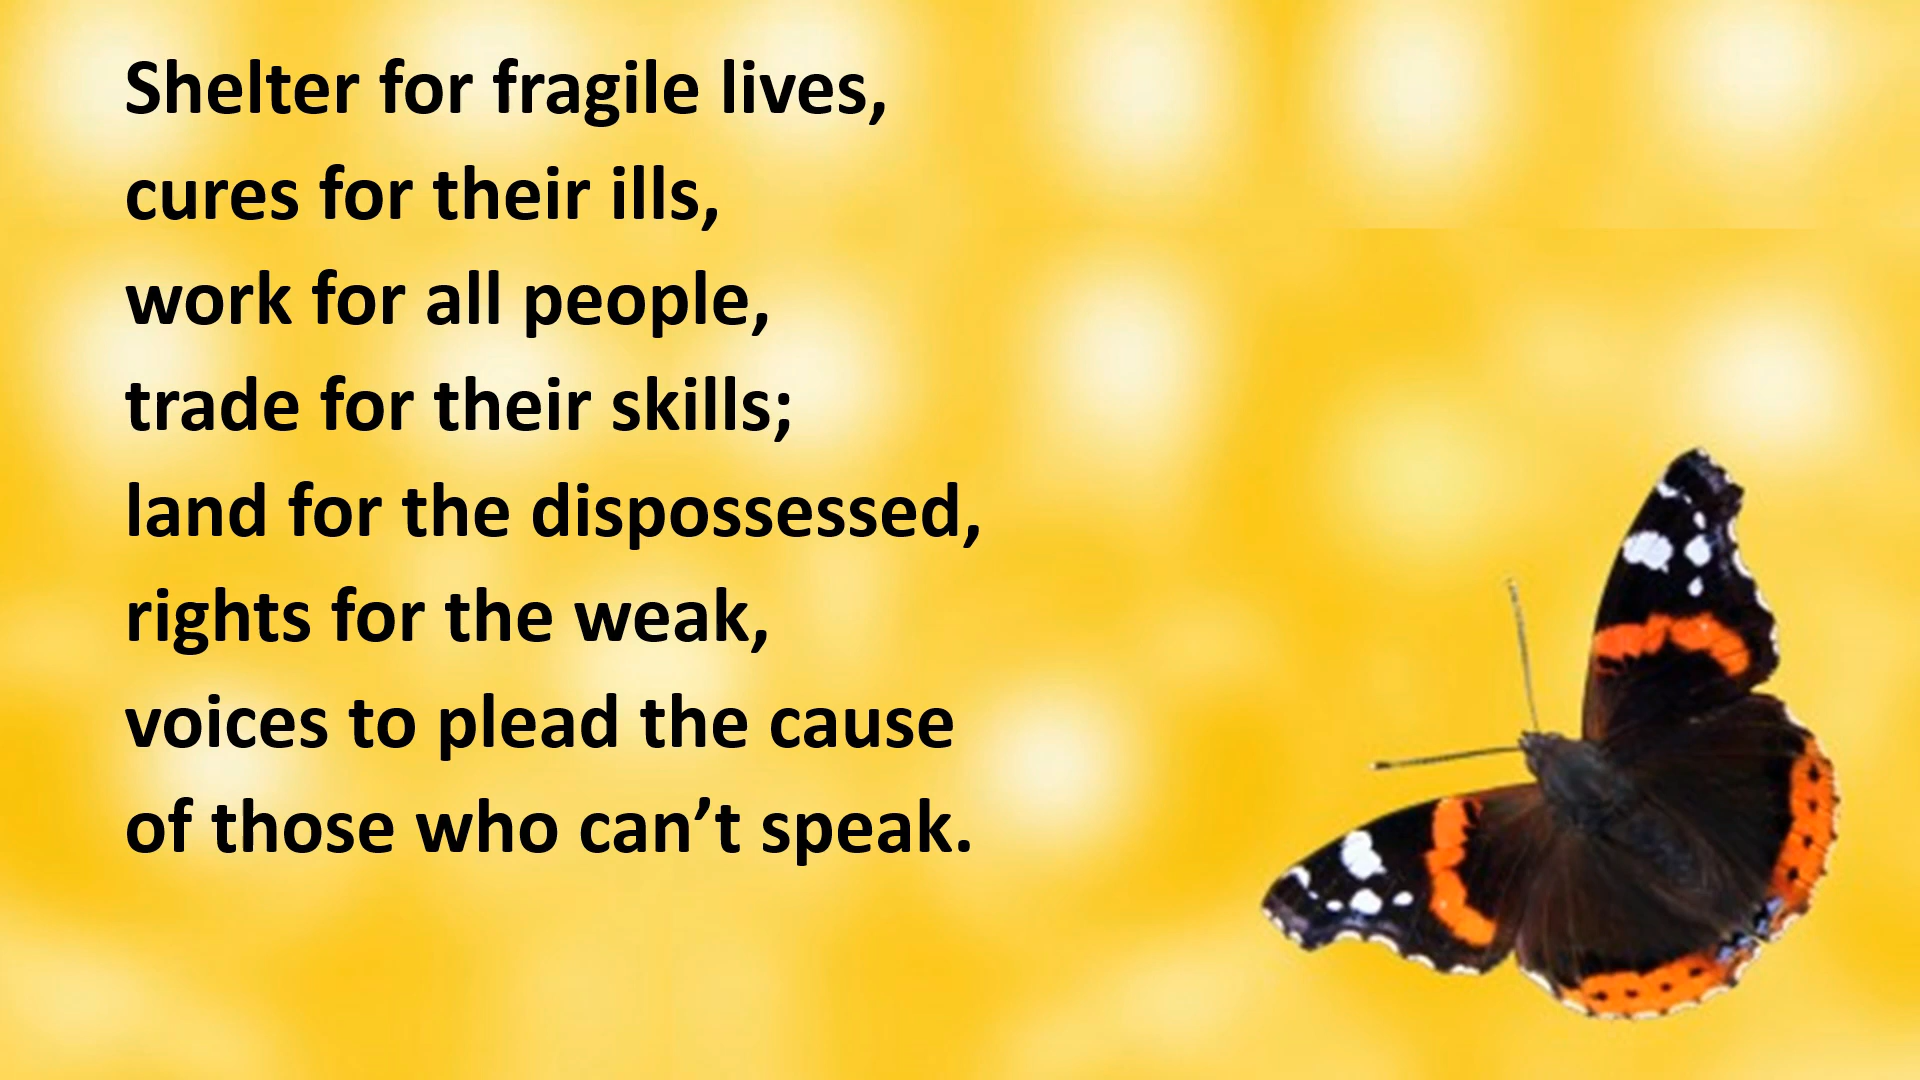 Shelter for fragile lives,
cures for their ills,
work for all people,
trade for their skills;
land for the dispossessed,
rights for the weak,
voices to plead the cause
of those who can’t speak.